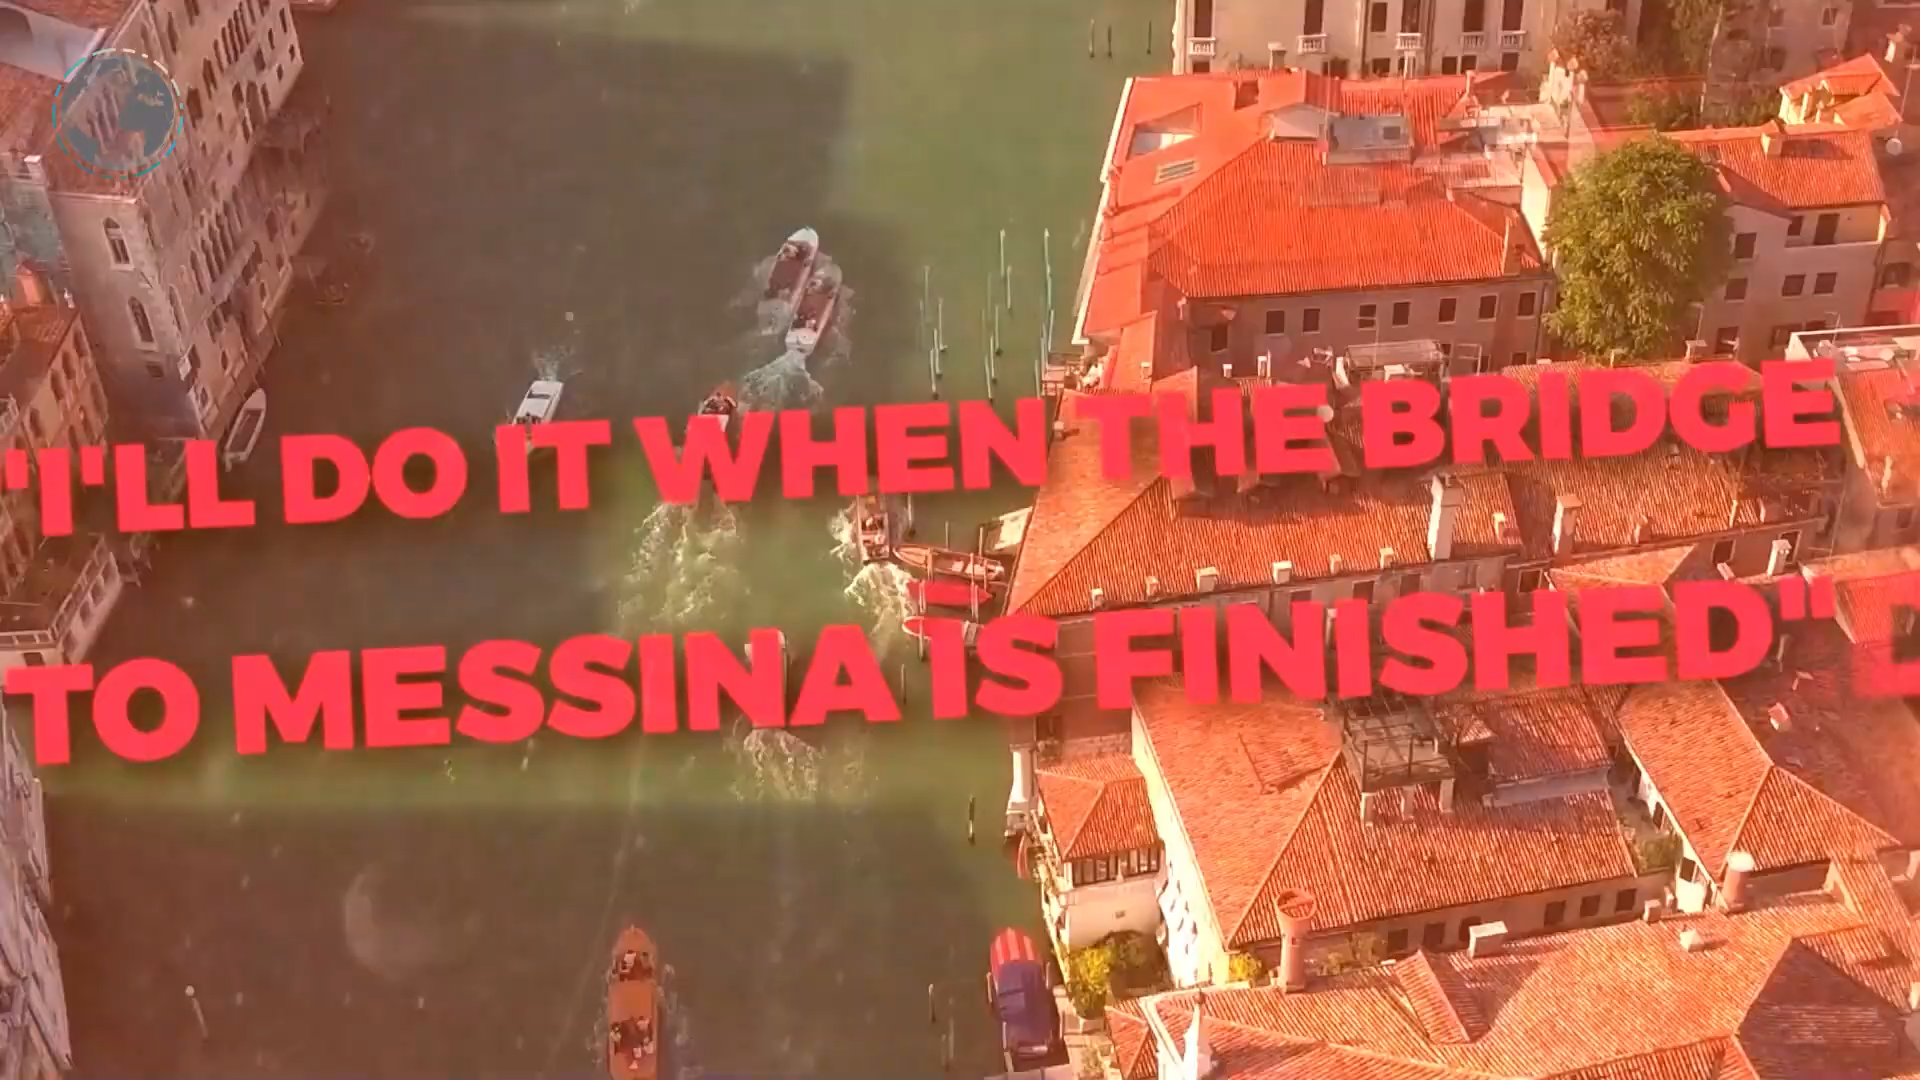 "I'LL DO IT WHEN THE BRIDGE
TO MESSINA IS FINISHED"